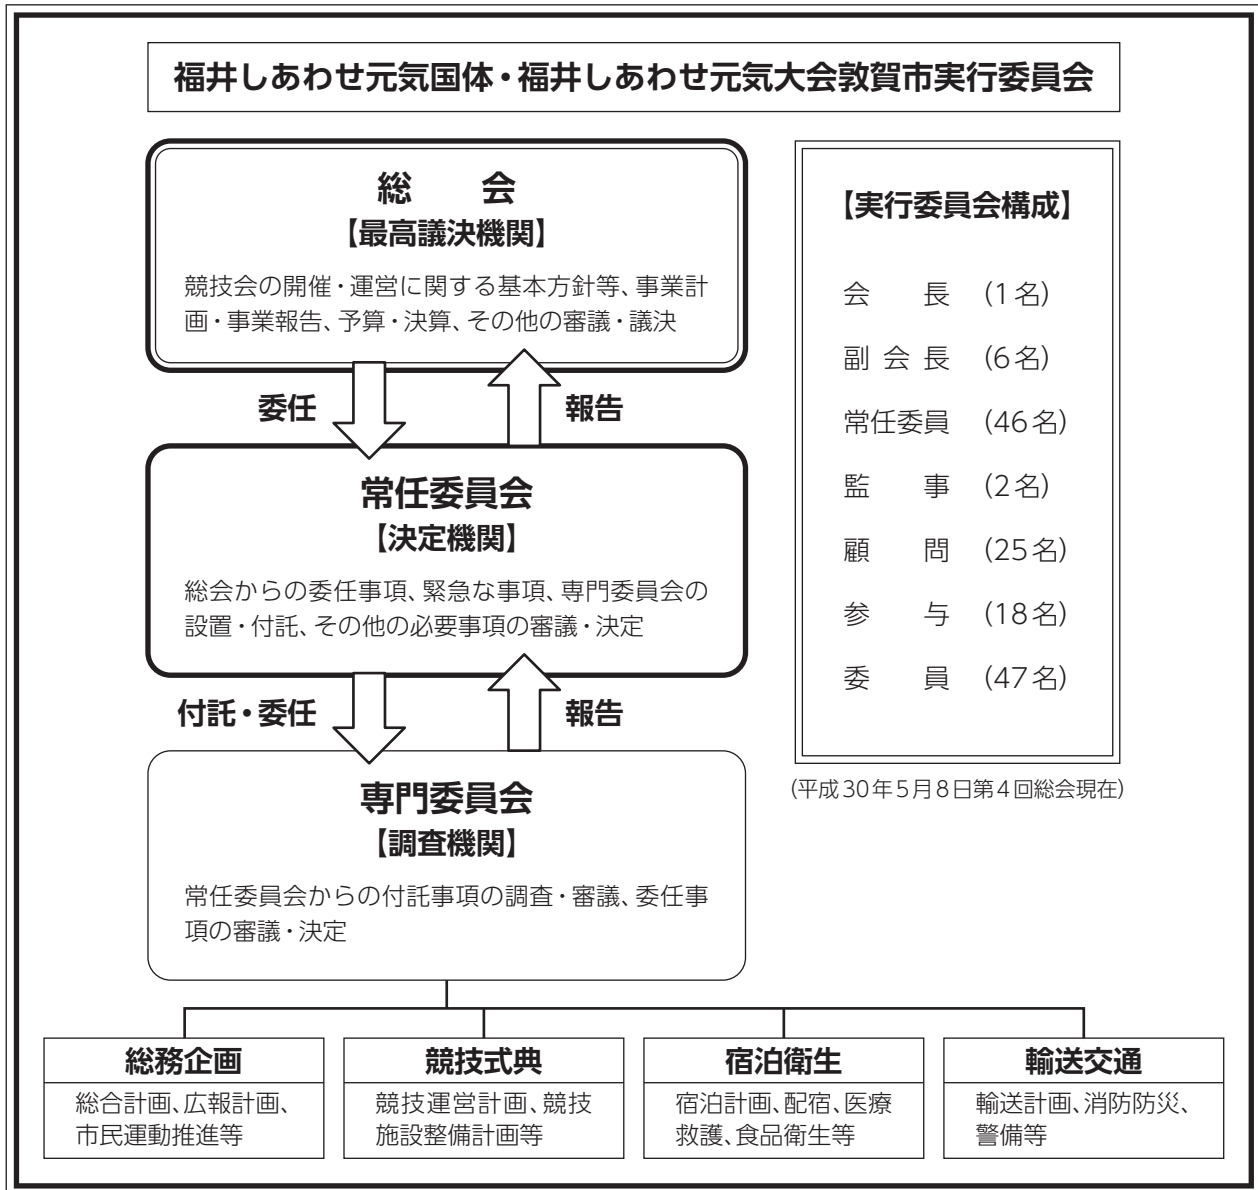 福井しあわせ元気国体・福井しあわせ元気大会敦賀市実行委員会
総　会
【最高議決機関】
競技会の開催・運営に関する基本方針等、事業計
画・事業報告、予算・決算、その他の審議・議決
委任
報告
常任委員会
【決定機関】
総会からの委任事項、緊急な事項、専門委員会の
設置・付託、その他の必要事項の審議・決定
付託・委任
報告
専門委員会
【調査機関】
常任委員会からの付託事項の調査・審議、委任事
項の審議・決定
【実行委員会構成】
会　長 (1名)
副会長 (6名)
常任委員 (46名)
監　事 (2名)
顧　問 (25名)
参　与 (18名)
委　員 (47名)
(平成30年5月8日第4回総会現在)
総務企画
総合計画、広報計画、
市民運動推進等
競技式典
競技運営計画、競技
施設整備計画等
宿泊衛生
宿泊計画、配宿、医療
救護、食品衛生等
輸送交通
輸送計画、消防防災、
警備等